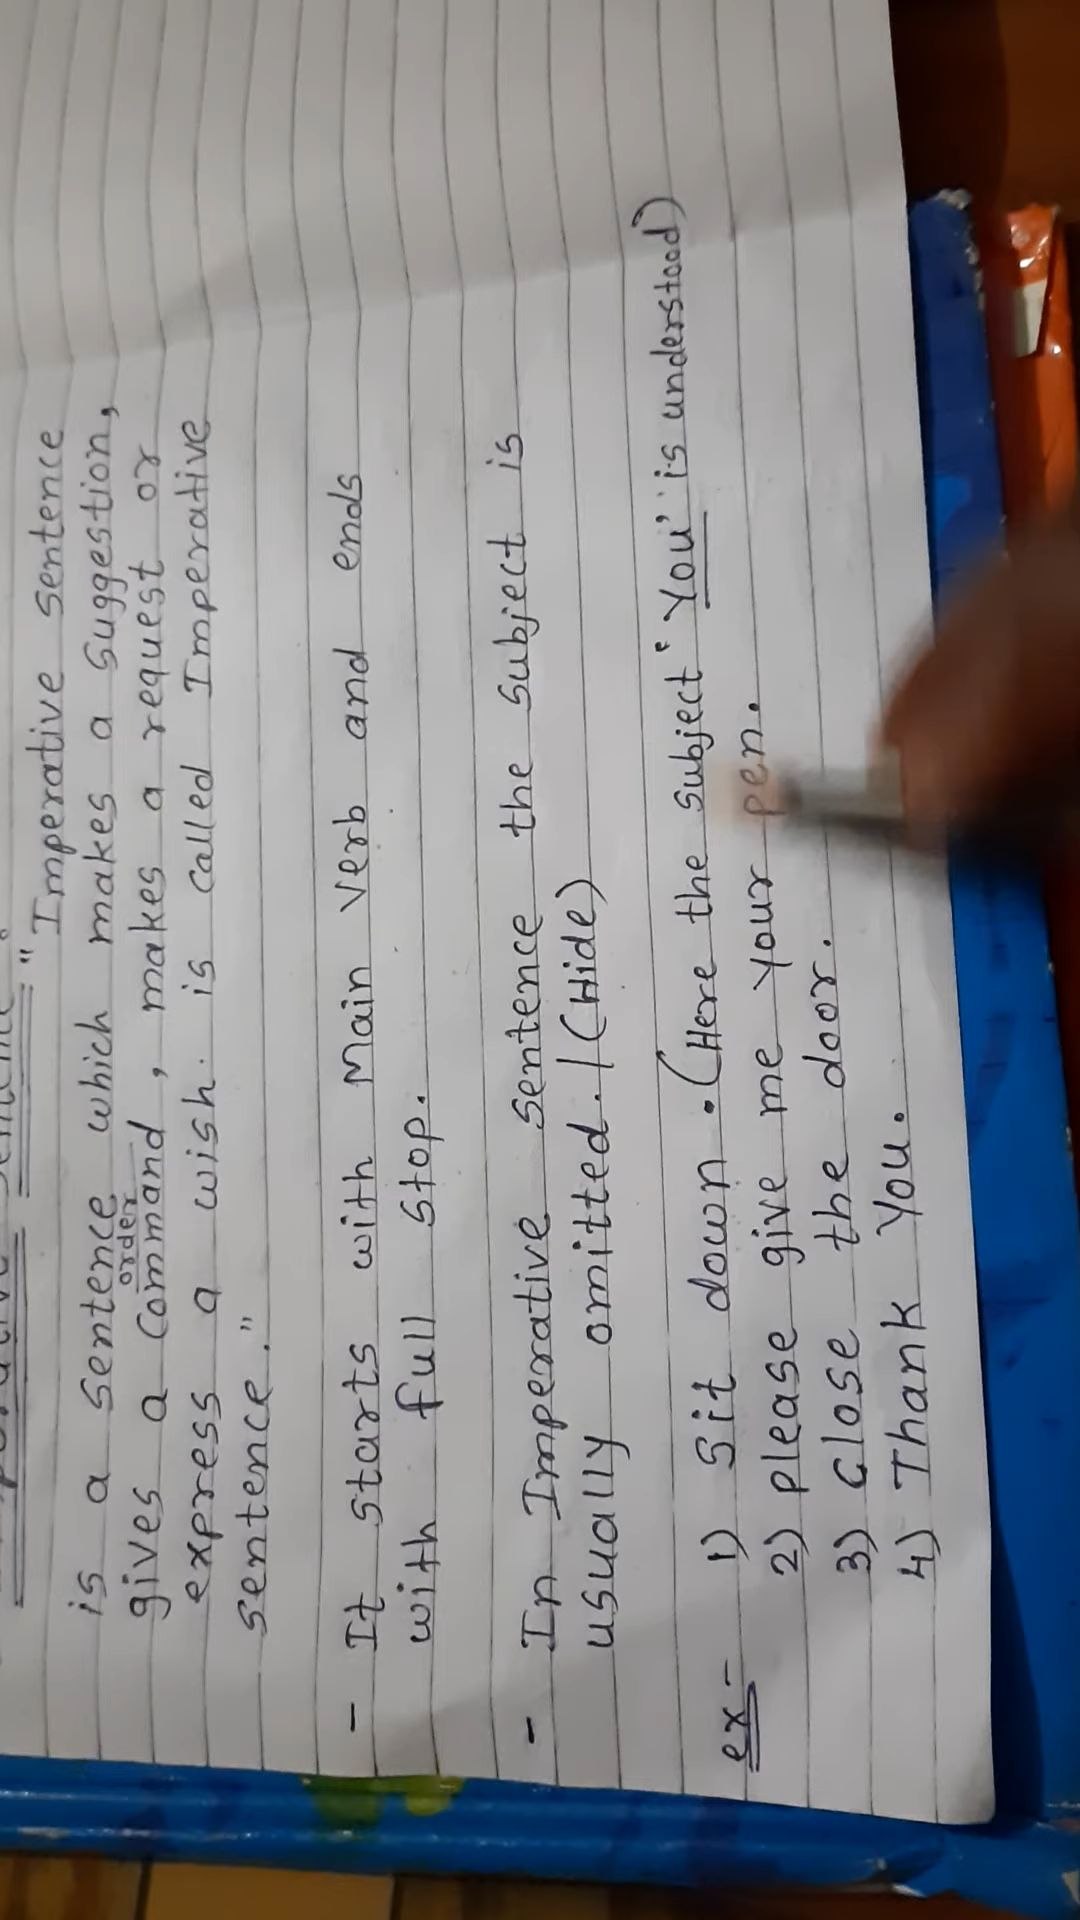 " Imperative sentence
is a sentence which makes a suggestion,
order
gives a command, makes a request or
express a wish. is called Imperative
sentence."
- It starts with Main verb and ends
with full stop.
- In Imperative sentence the subject is
usually omitted. / (Hide)
ex- 1) Sit down. (Here the subject 'You' is understood)
2) please give me your pen.
3) Close the door.
4) Thank You.